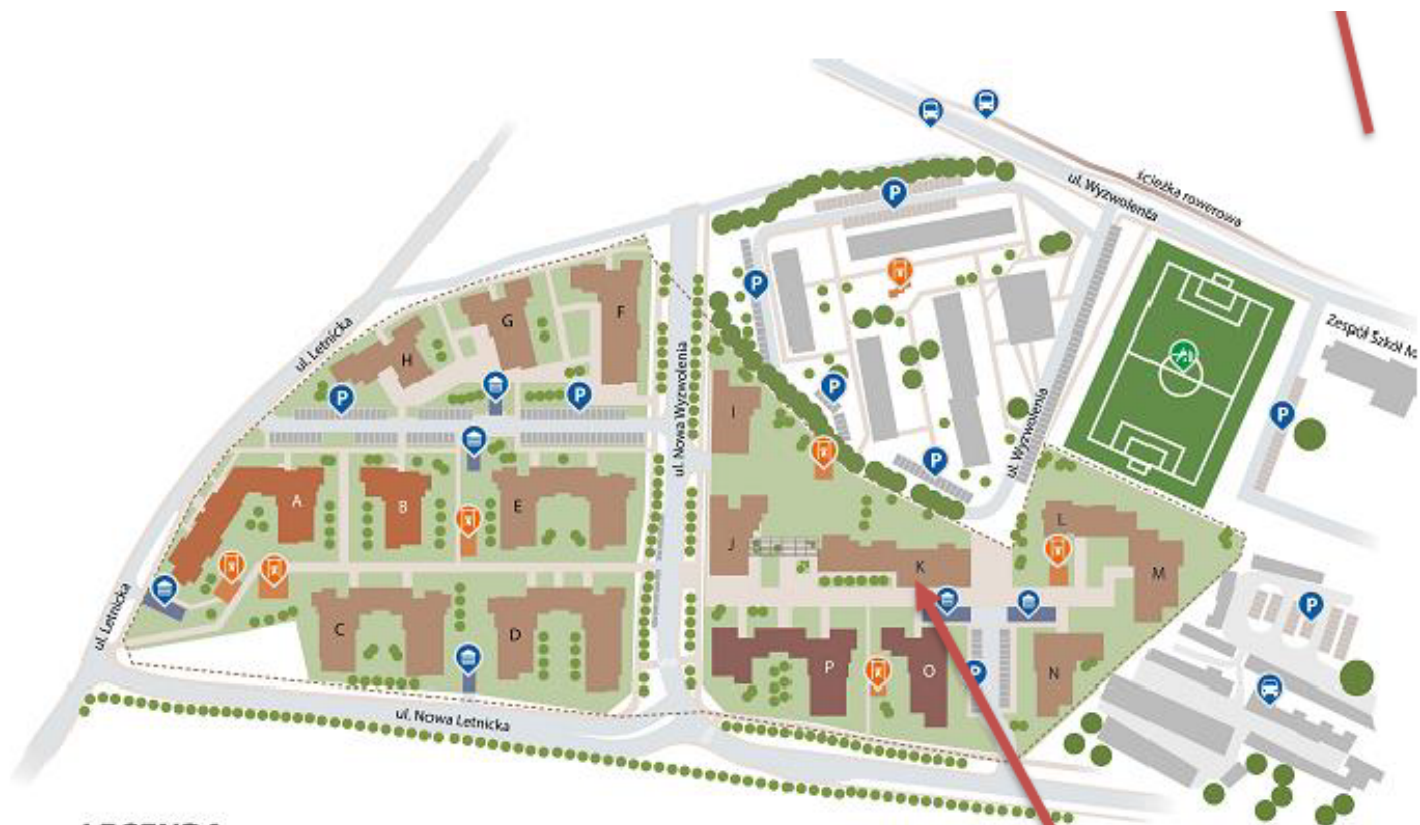 ścieżka rowerowa
ul. Wyzwolenia
Zespół Szkół M
ul. Letnicka
H
G
F
ul. Nowa Wyzwolenia
I
ul. Wyzwolenia
A
B
E
J
K
L
M
ul. Letnicka
C
D
P
O
N
ul. Nowa Letnicka
P
P
P
P
P
P
P
P
P
P